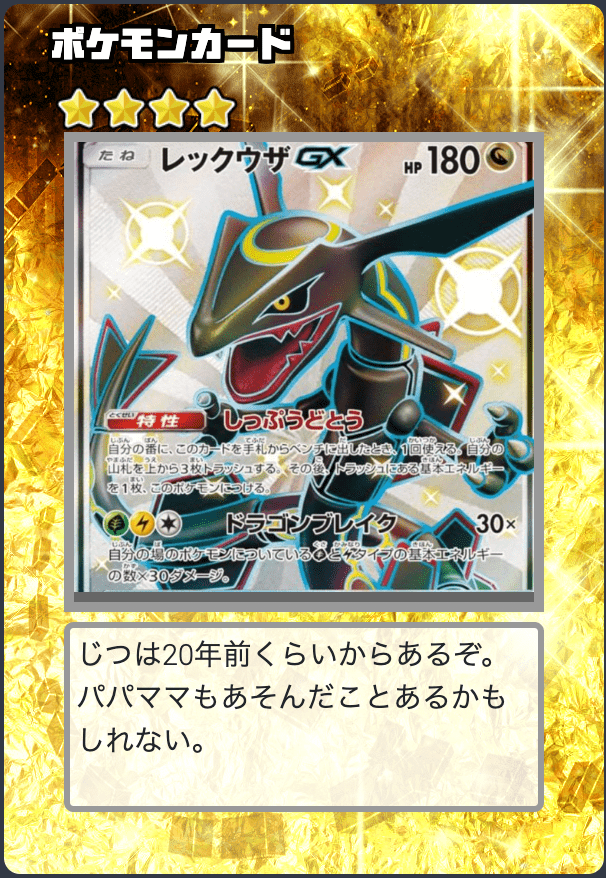 ポケモンカード
たね レックウザGX HP 180
とくせい 特性 しっぷうどとう
自分の番に、このカードを手札からベンチに出したとき、1回使える。自分の
山札を上から3枚トラッシュする。その後、トラッシュにある基本エネルギー
を1枚、このポケモンにつける。
ドラゴンブレイク 30×
自分の場のポケモンについているとタイプの基本エネルギー
の数×30ダメージ。
じつは20年前くらいからあるぞ。
パパママもあそんだことあるかも
しれない。